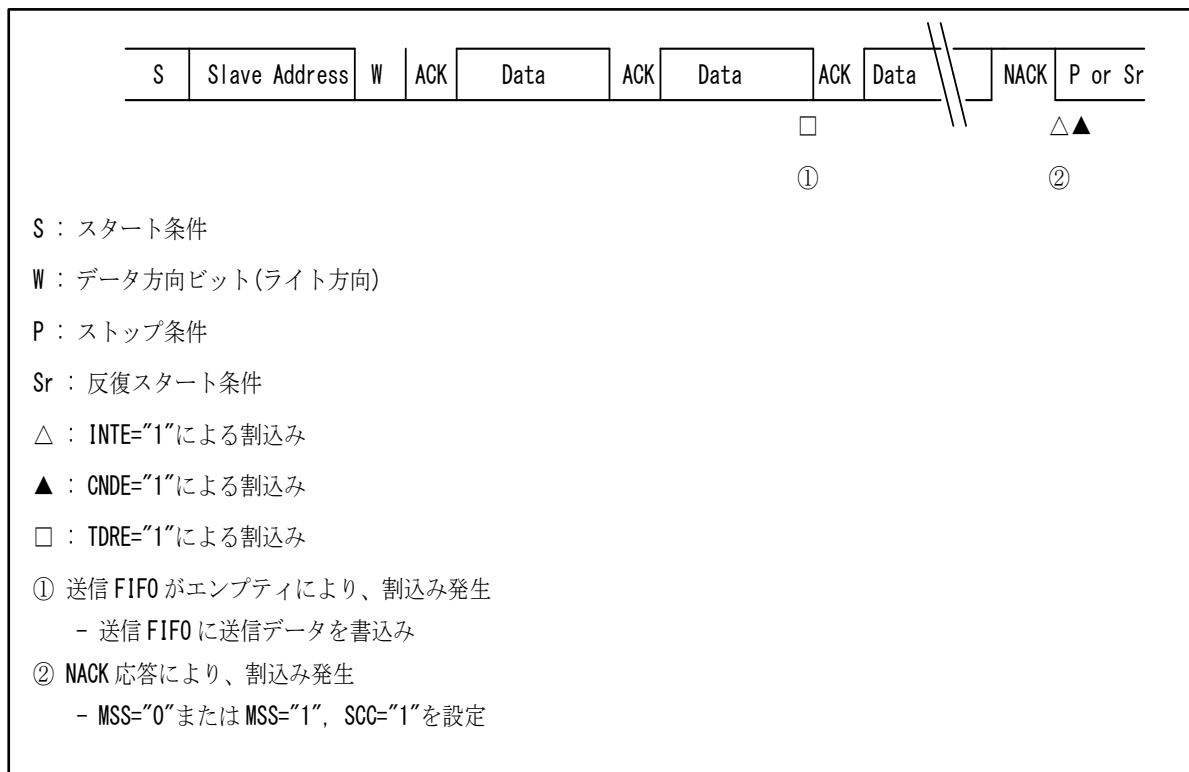 S Slave Address W ACK Data ACK Data ACK Data NACK P or Sr
□ △▲
① ②
S : スタート条件
W : データ方向ビット(ライト方向)
P : ストップ条件
Sr : 反復スタート条件
△ : INTE="1"による割込み
▲ : CNDE="1"による割込み
□ : TDRE="1"による割込み
① 送信FIFOがエンプティにより、割込み発生
- 送信FIFOに送信データを書込み
② NACK応答により、割込み発生
- MSS="0"またはMSS="1", SCC="1"を設定